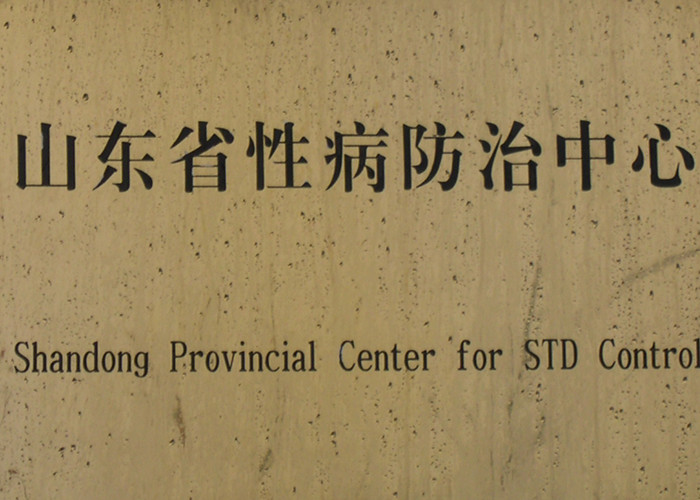 山东省性病防治中心
Shandong Provincial Center for STD Control